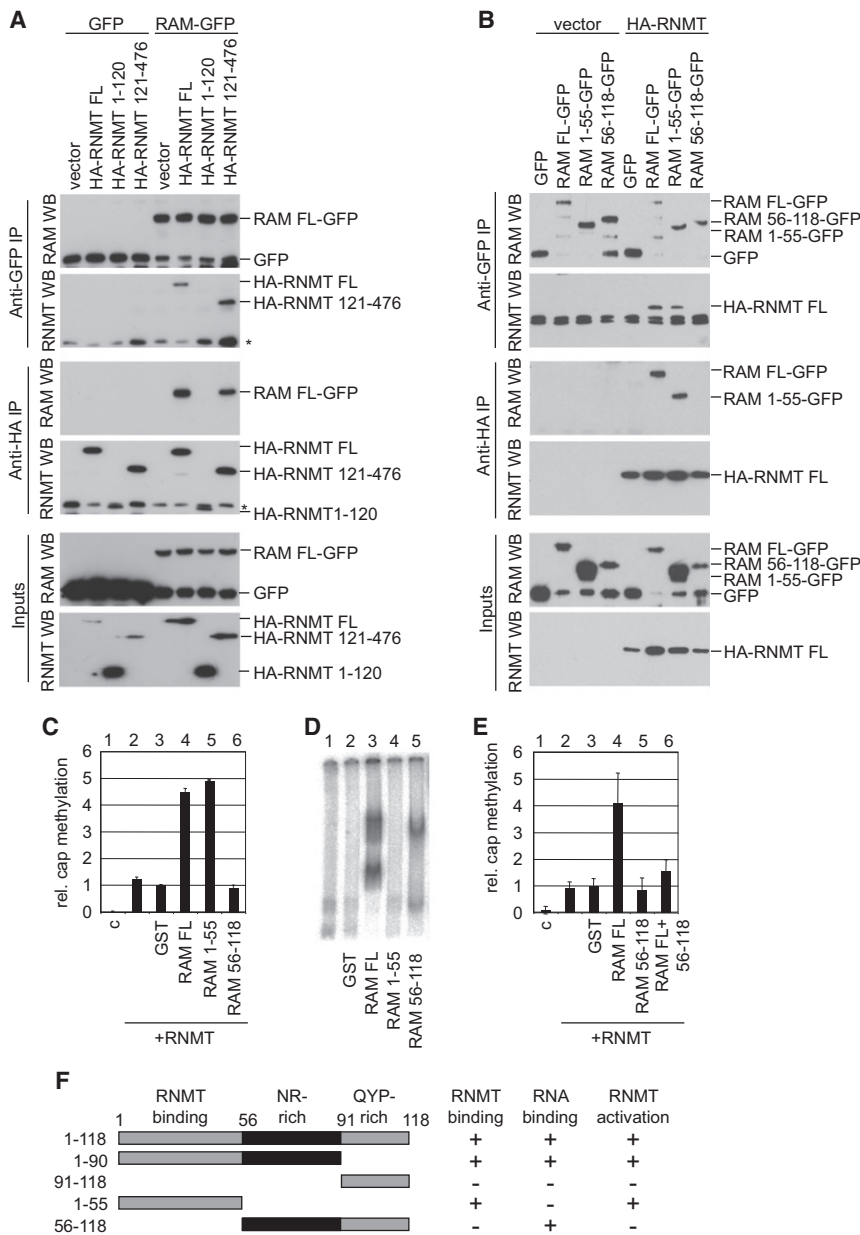 A
GFP
RAM-GFP
vector
HA-RNMT FL
HA-RNMT 1-120
HA-RNMT 121-476
vector
HA-RNMT FL
HA-RNMT 1-120
HA-RNMT 121-476
Anti-GFP IP
RAM WB
RAM FL-GFP
GFP
RNMT WB
HA-RNMT FL
HA-RNMT 121-476
*
Anti-HA IP
RAM WB
RAM FL-GFP
RNMT WB
HA-RNMT FL
HA-RNMT 121-476
*
HA-RNMT1-120
Inputs
RAM WB
RAM FL-GFP
GFP
RNMT WB
HA-RNMT FL
HA-RNMT 121-476
HA-RNMT 1-120
B
vector
HA-RNMT
GFP
RAM FL-GFP
RAM 1-55-GFP
RAM 56-118-GFP
GFP
RAM FL-GFP
RAM 1-55-GFP
RAM 56-118-GFP
Anti-GFP IP
RAM WB
RAM FL-GFP
RAM 56-118-GFP
RAM 1-55-GFP
GFP
RNMT WB
HA-RNMT FL
Anti-HA IP
RAM WB
RAM FL-GFP
RAM 1-55-GFP
RNMT WB
HA-RNMT FL
Inputs
RAM WB
RAM FL-GFP
RAM 56-118-GFP
RAM 1-55-GFP
GFP
RNMT WB
HA-RNMT FL
C
1 2 3 4 5 6
rel. cap methylation
6
5
4
3
2
1
0
c
GST
RAM FL
RAM 1-55
RAM 56-118
+RNMT
D
1 2 3 4 5
GST
RAM FL
RAM 1-55
RAM 56-118
E
1 2 3 4 5 6
rel. cap methylation
6
5
4
3
2
1
0
c
GST
RAM FL
RAM 56-118
RAM FL+
56-118
+RNMT
F
RNMT binding
NR-rich
QYP-rich
RNMT binding
RNA binding
RNMT activation
1 56 91 118
1-118 + + +
1-90 + + +
91-118 - - -
1-55 + - +
56-118 - + -